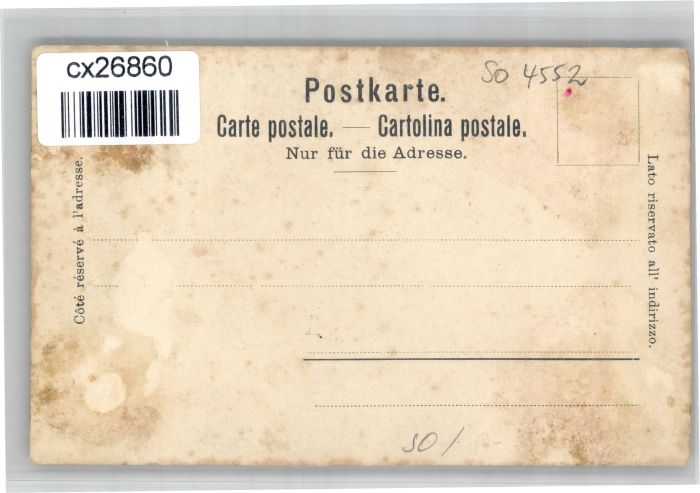 cx26860
SO 4552
Postkarte.
Carte postale. — Cartolina postale.
Nur für die Adresse.
Côté réservé à l'adresse.
Lato riservato all' indirizzo.
SO / -